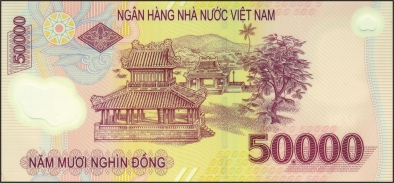 NGÂN HÀNG NHÀ NƯỚC VIỆT NAM
50000
50.000
NĂM MƯƠI NGHÌN ĐỒNG